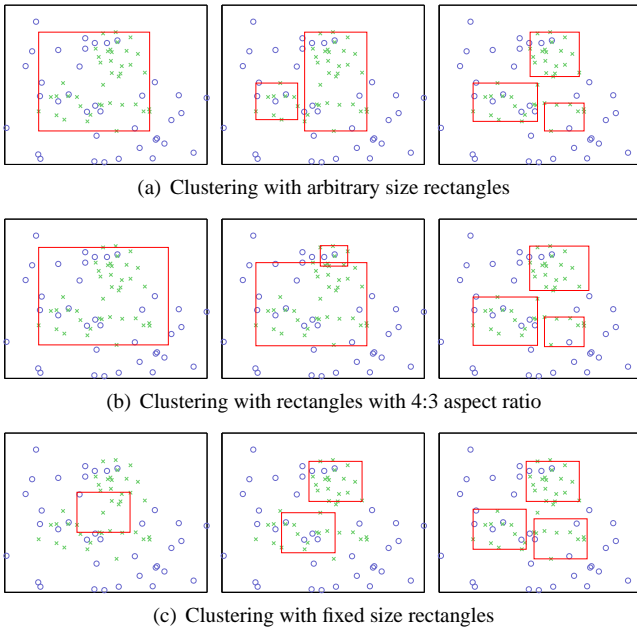 (a) Clustering with arbitrary size rectangles
(b) Clustering with rectangles with 4:3 aspect ratio
(c) Clustering with fixed size rectangles